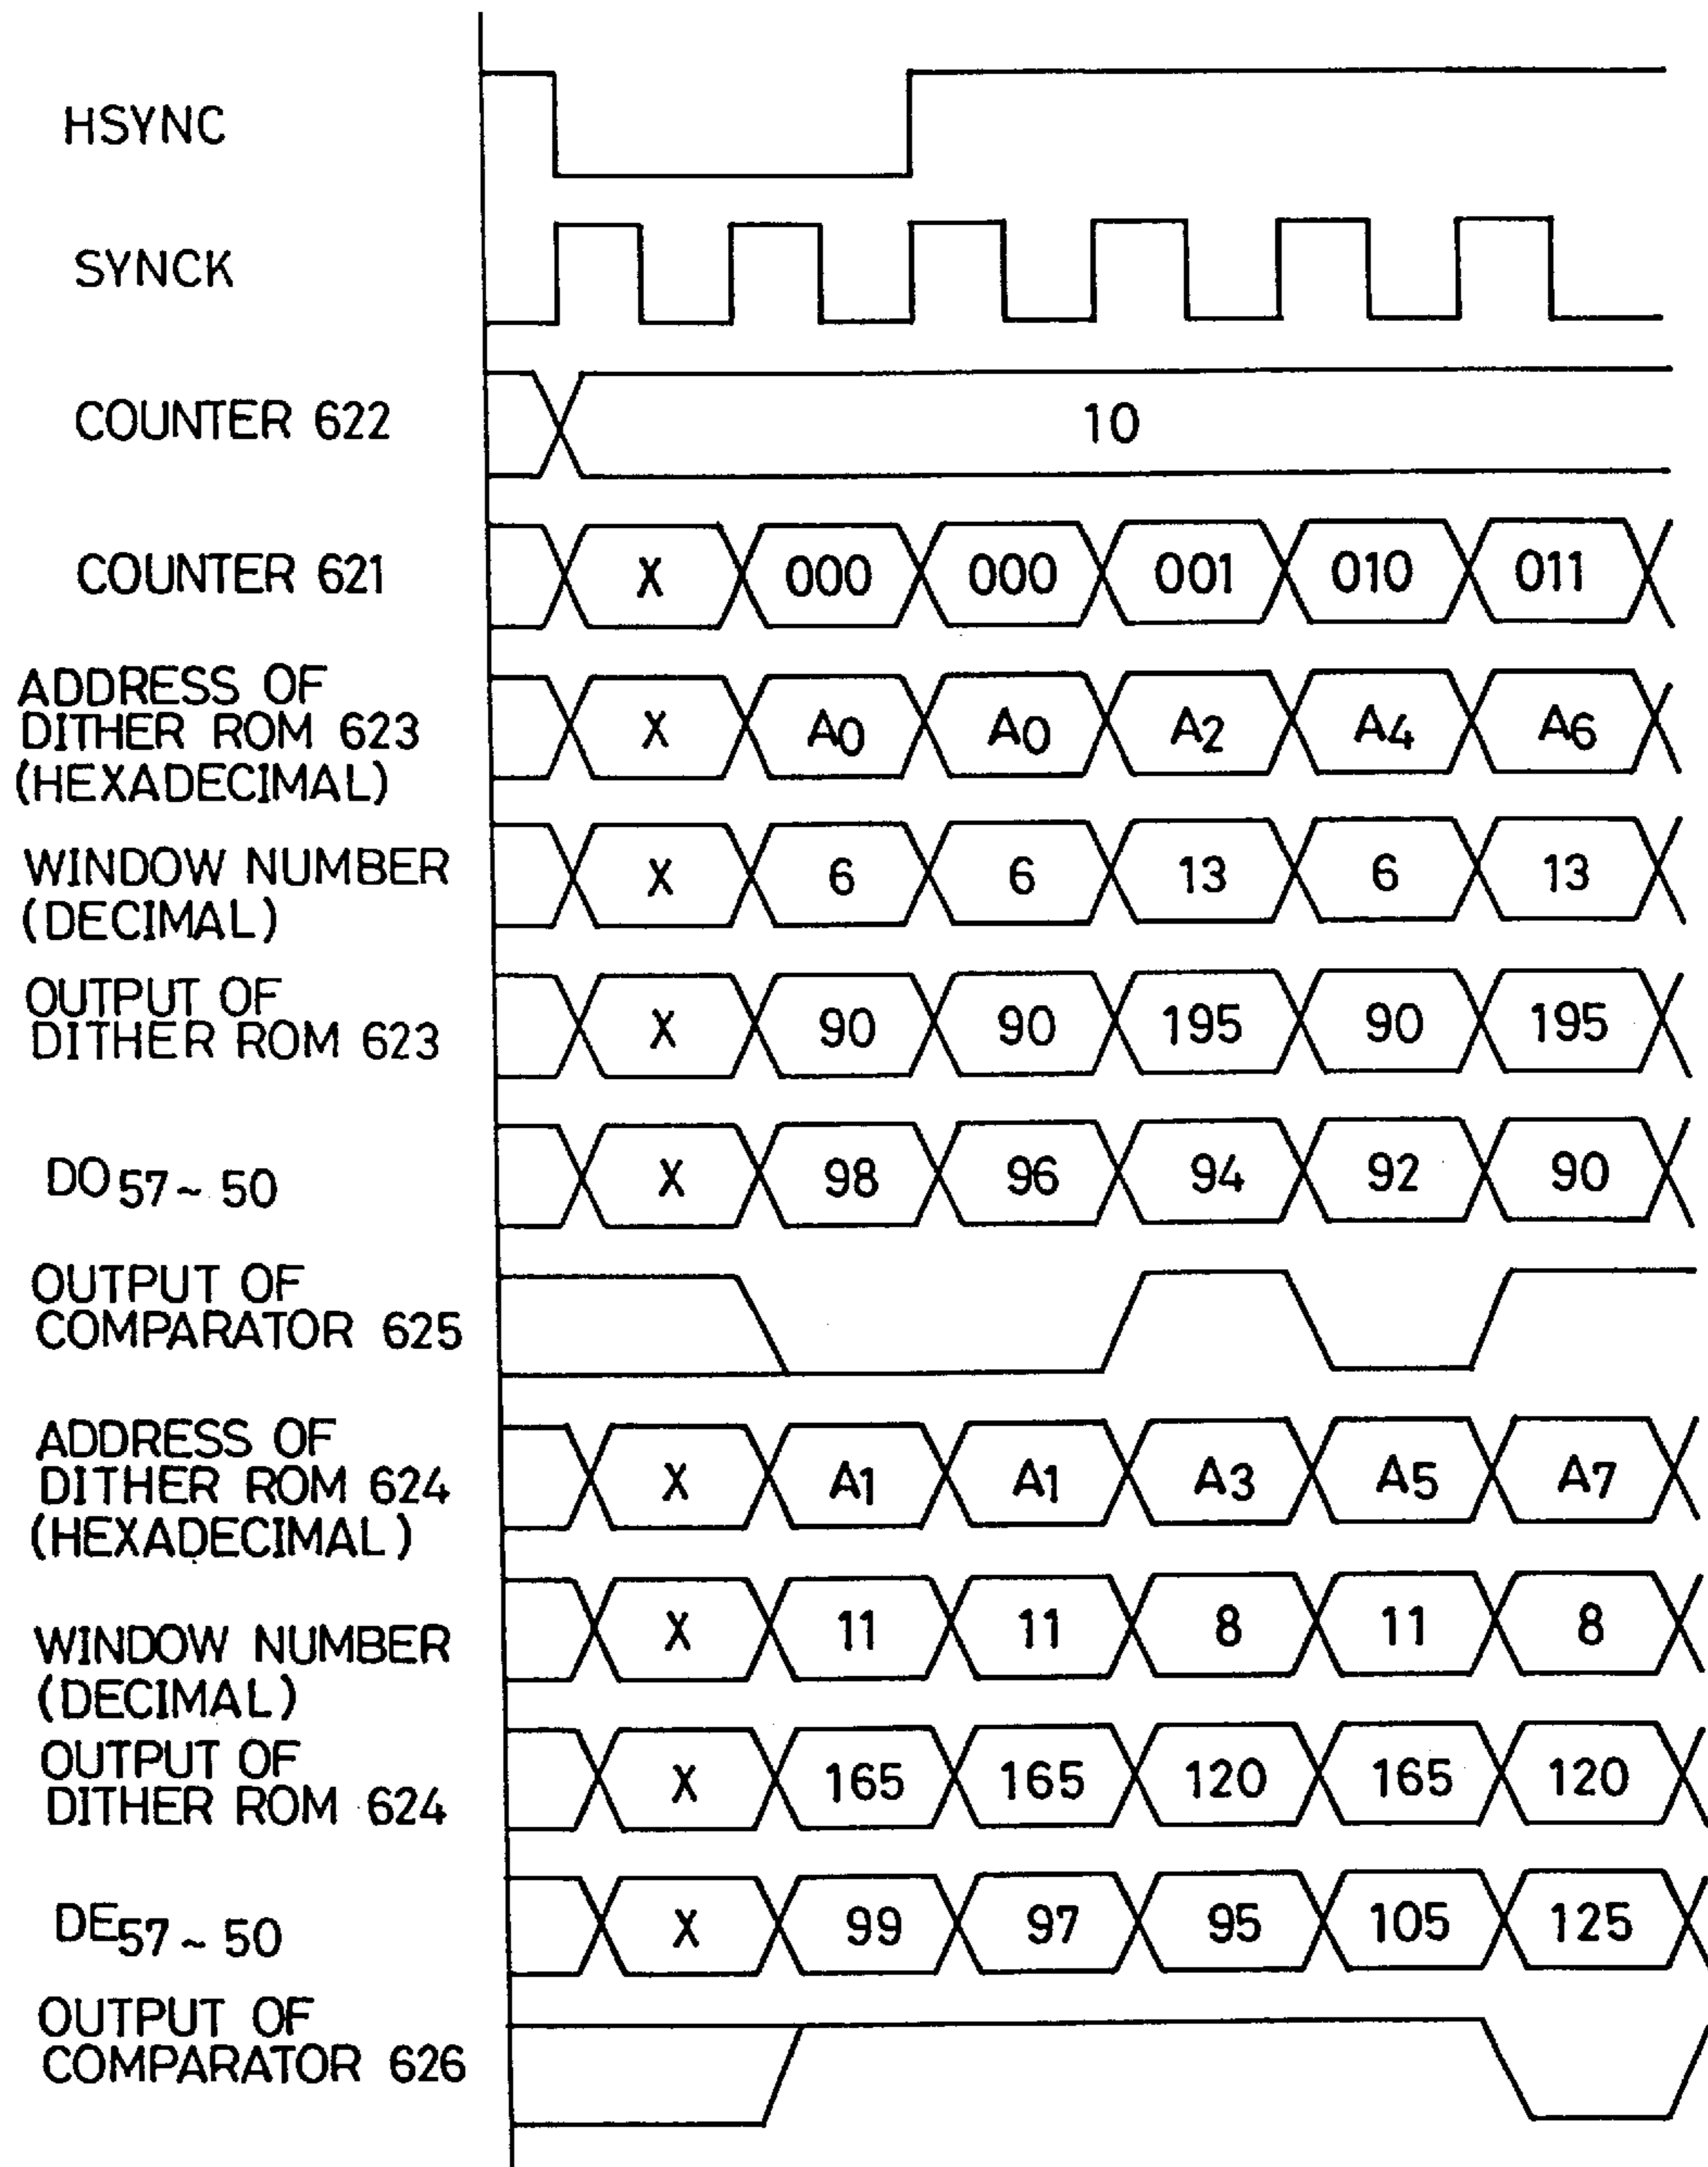 HSYNC
SYNCK
COUNTER 622
10
COUNTER 621
X 000 000 001 010 011
ADDRESS OF
DITHER ROM 623
(HEXADECIMAL)
X A0 A0 A2 A4 A6
WINDOW NUMBER
(DECIMAL)
X 6 6 13 6 13
OUTPUT OF
DITHER ROM 623
X 90 90 195 90 195
DO57~50
X 98 96 94 92 90
OUTPUT OF
COMPARATOR 625
ADDRESS OF
DITHER ROM 624
(HEXADECIMAL)
X A1 A1 A3 A5 A7
WINDOW NUMBER
(DECIMAL)
X 11 11 8 11 8
OUTPUT OF
DITHER ROM 624
X 165 165 120 165 120
DE57~50
X 99 97 95 105 125
OUTPUT OF
COMPARATOR 626